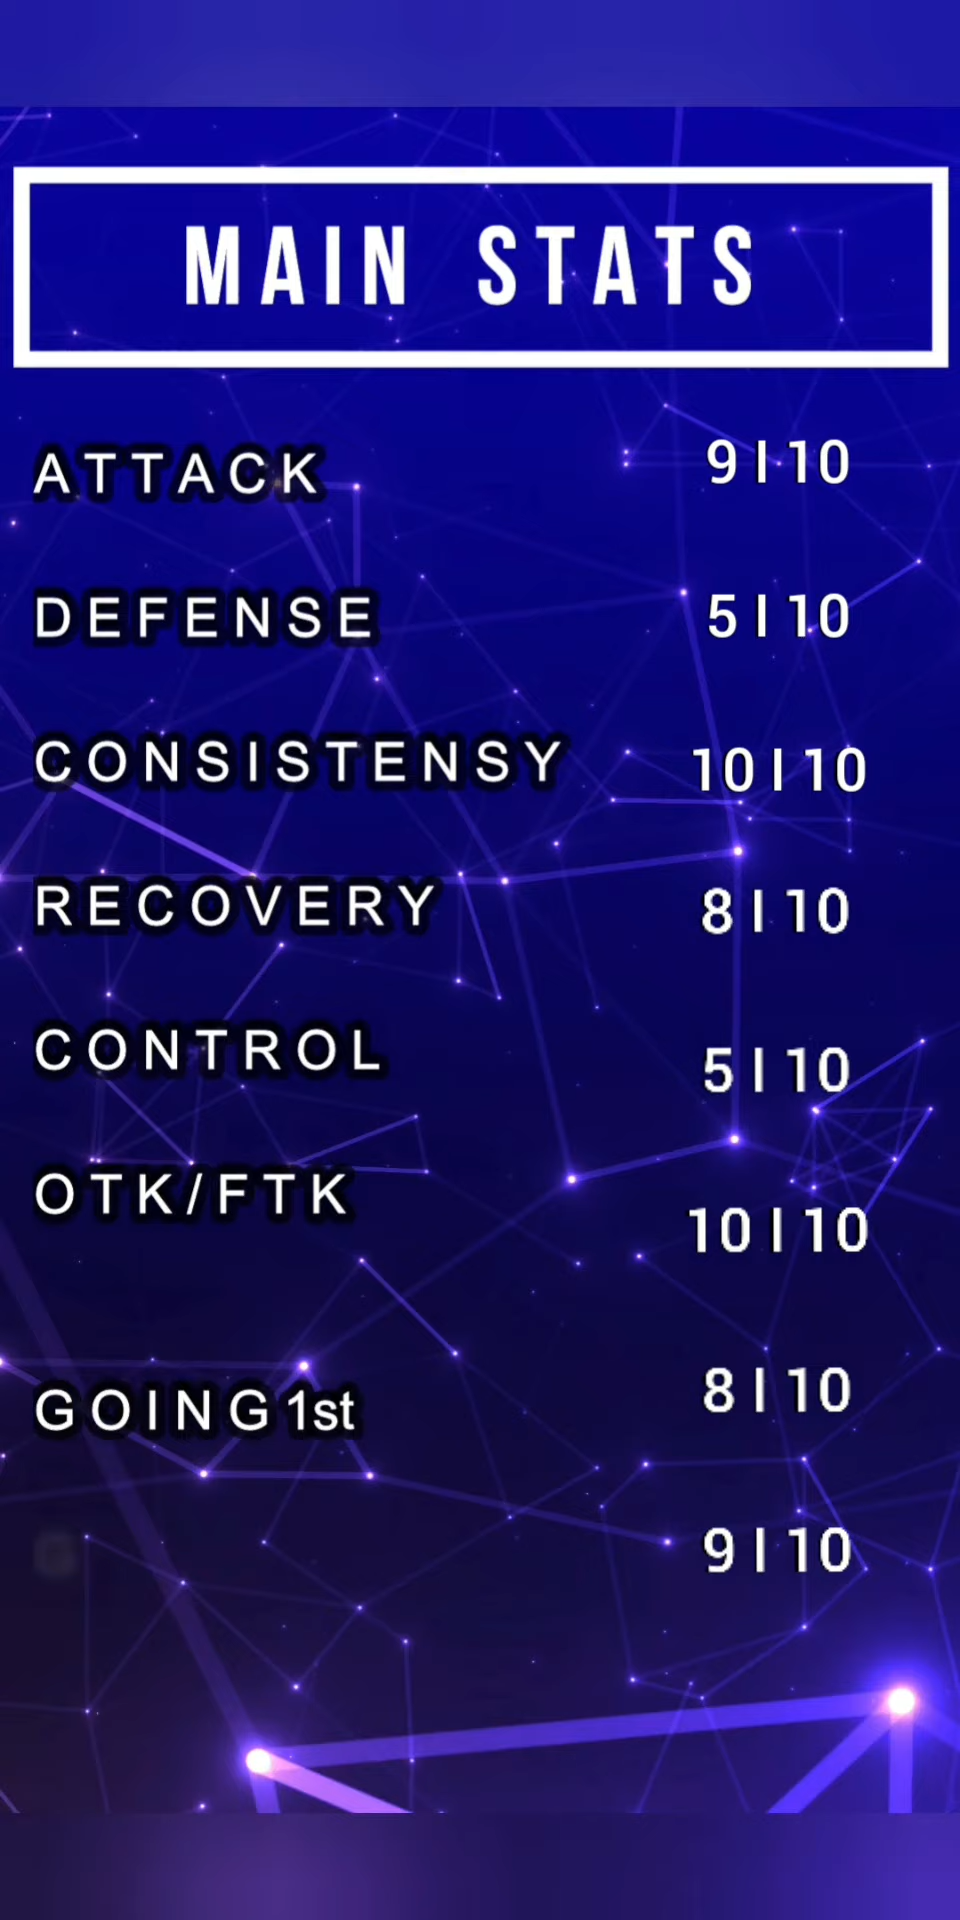 MAIN STATS
ATTACK 9 | 10
DEFENSE 5 | 10
CONSISTENSY 10 | 10
RECOVERY 8 | 10
CONTROL 5 | 10
OTK/FTK 10 | 10
GOING 1st 8 | 10
9 | 10